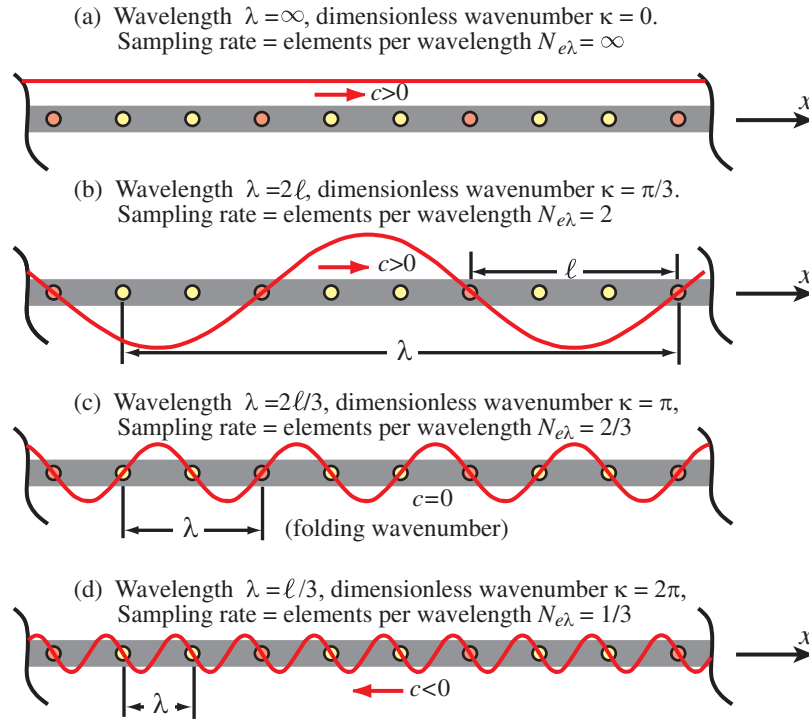 (a) Wavelength λ =∞, dimensionless wavenumber κ = 0.
Sampling rate = elements per wavelength N_eλ = ∞
c>0
x
(b) Wavelength λ =2ℓ, dimensionless wavenumber κ = π/3.
Sampling rate = elements per wavelength N_eλ = 2
c>0
ℓ
x
λ
(c) Wavelength λ =2ℓ/3, dimensionless wavenumber κ = π,
Sampling rate = elements per wavelength N_eλ = 2/3
c=0
λ
(folding wavenumber)
(d) Wavelength λ = ℓ/3, dimensionless wavenumber κ = 2π,
Sampling rate = elements per wavelength N_eλ = 1/3
x
λ
c<0